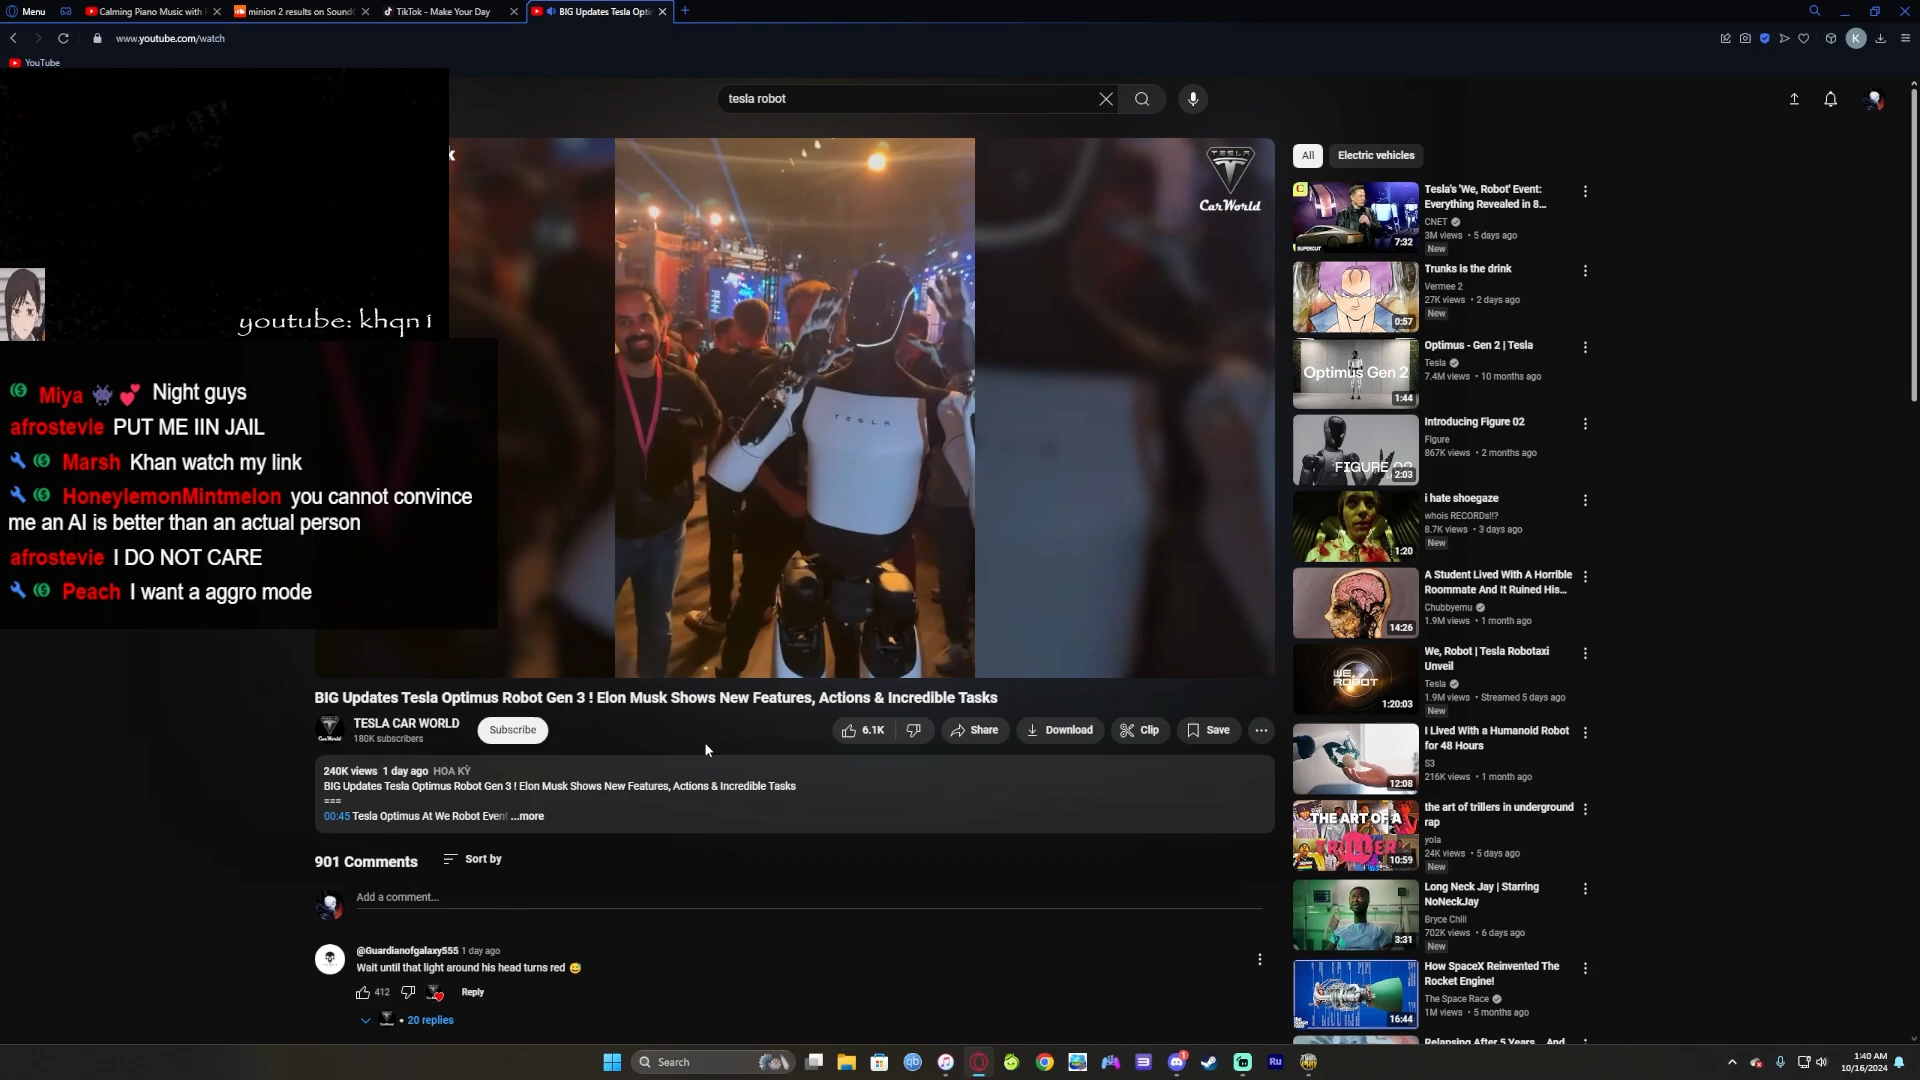 Menu
Calming Piano Music with
minion 2 results on Sound
TikTok - Make Your Day
BIG Updates Tesla Opti
www.youtube.com/watch
K
YouTube
tesla robot
youtube: khqn1
Miya Night guys
afrostevie PUT ME IIN JAIL
Marsh Khan watch my link
HoneylemonMintmelon you cannot convince
me an AI is better than an actual person
afrostevie I DO NOT CARE
Peach I want a aggro mode
TESLA
TESLA
CarWorld
BIG Updates Tesla Optimus Robot Gen 3 ! Elon Musk Shows New Features, Actions & Incredible Tasks
TESLA CAR WORLD
180K subscribers
Subscribe
6.1K
Share
Download
Clip
Save
240K views 1 day ago HOA KỲ
BIG Updates Tesla Optimus Robot Gen 3 ! Elon Musk Shows New Features, Actions & Incredible Tasks
===
00:45 Tesla Optimus At We Robot Event ...more
901 Comments
Sort by
Add a comment...
@Guardianofgalaxy555 1 day ago
Wait until that light around his head turns red
412
Reply
20 replies
All
Electric vehicles
SUPERCUT
7:32
Tesla's 'We, Robot' Event:
Everything Revealed in 8...
CNET
3M views • 5 days ago
New
0:57
Trunks is the drink
Vermee 2
27K views • 2 days ago
New
Optimus Gen 2
1:44
Optimus - Gen 2 | Tesla
Tesla
7.4M views • 10 months ago
FIGURE 02
2:03
Introducing Figure 02
Figure
867K views • 2 months ago
1:20
i hate shoegaze
whois RECORDs!!?
8.7K views • 3 days ago
New
14:26
A Student Lived With A Horrible
Roommate And It Ruined His...
Chubbyemu
1.9M views • 1 month ago
WE, ROBOT
1:20:03
We, Robot | Tesla Robotaxi
Unveil
Tesla
1.9M views • Streamed 5 days ago
New
12:08
I Lived With a Humanoid Robot
for 48 Hours
S3
216K views • 1 month ago
THE ART OF A
TRILLER
10:59
the art of trillers in underground
rap
yola
24K views • 5 days ago
New
3:31
Long Neck Jay | Starring
NoNeckJay
Bryce Chill
702K views • 6 days ago
New
16:44
How SpaceX Reinvented The
Rocket Engine!
The Space Race
1M views • 5 months ago
Relapsing After 5 Years... And
Search
1:40 AM
10/16/2024